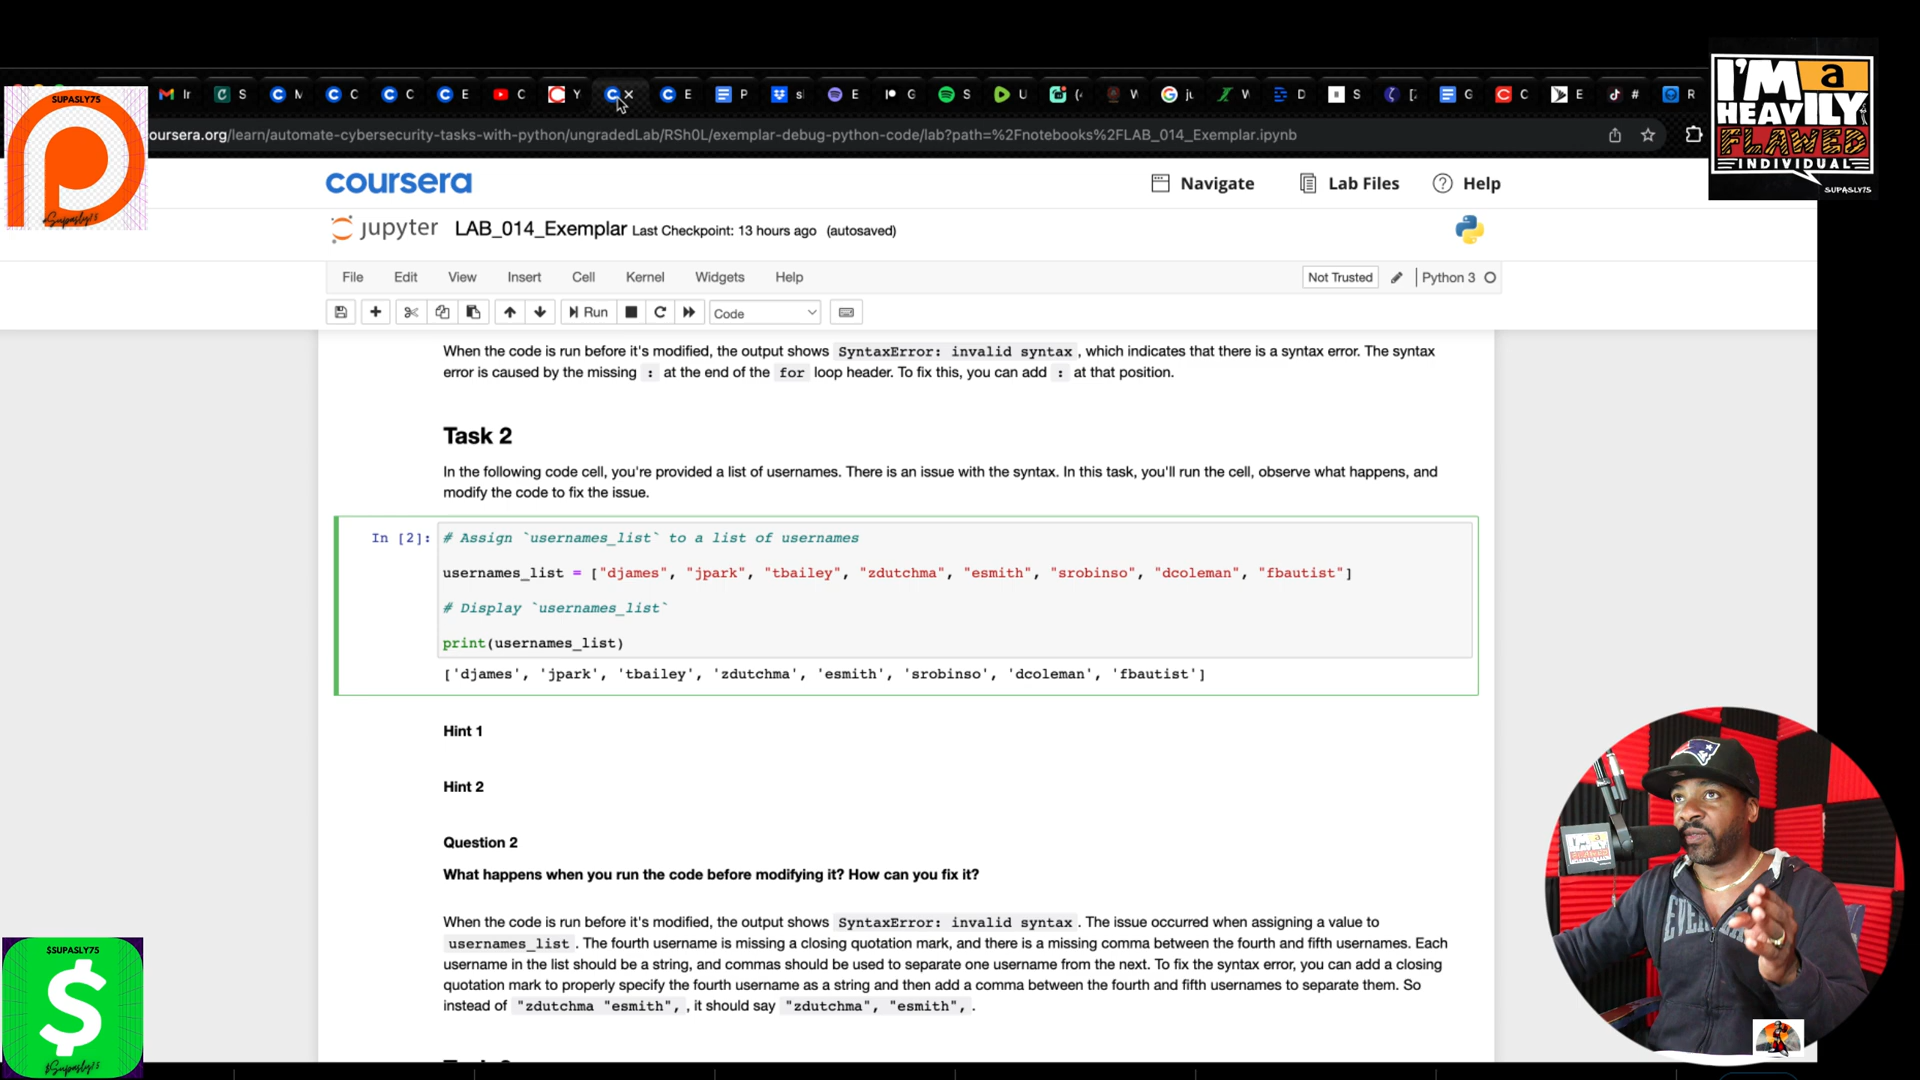 SUPASLY75
Ir
S
M
C
C
E
C
Y
E
P
s
E
G
S
U
(
W
ju
W
D
S
[
G
C
E
#
R
I'M a
HEAVILY
FLAWED
INDIVIDUAL
SUPASLY75
oursera.org/learn/automate-cybersecurity-tasks-with-python/ungradedLab/RSh0L/exemplar-debug-python-code/lab?path=%2Fnotebooks%2FLAB_014_Exemplar.ipynb
$Supasly75
coursera
Navigate
Lab Files
Help
jupyter LAB_014_Exemplar Last Checkpoint: 13 hours ago (autosaved)
File Edit View Insert Cell Kernel Widgets Help
Not Trusted
Python 3
Run
Code
When the code is run before it's modified, the output shows SyntaxError: invalid syntax , which indicates that there is a syntax error. The syntax
error is caused by the missing : at the end of the for loop header. To fix this, you can add : at that position.
Task 2
In the following code cell, you're provided a list of usernames. There is an issue with the syntax. In this task, you'll run the cell, observe what happens, and
modify the code to fix the issue.
In [2]: # Assign `usernames_list` to a list of usernames
usernames_list = ["djames", "jpark", "tbailey", "zdutchma", "esmith", "srobinso", "dcoleman", "fbautist"]
# Display `usernames_list`
print(usernames_list)
['djames', 'jpark', 'tbailey', 'zdutchma', 'esmith', 'srobinso', 'dcoleman', 'fbautist']
Hint 1
Hint 2
Question 2
What happens when you run the code before modifying it? How can you fix it?
When the code is run before it's modified, the output shows SyntaxError: invalid syntax . The issue occurred when assigning a value to
usernames_list . The fourth username is missing a closing quotation mark, and there is a missing comma between the fourth and fifth usernames. Each
username in the list should be a string, and commas should be used to separate one username from the next. To fix the syntax error, you can add a closing
quotation mark to properly specify the fourth username as a string and then add a comma between the fourth and fifth usernames to separate them. So
instead of "zdutchma "esmith", , it should say "zdutchma", "esmith", .
$SUPASLY75
$
$Supasly75